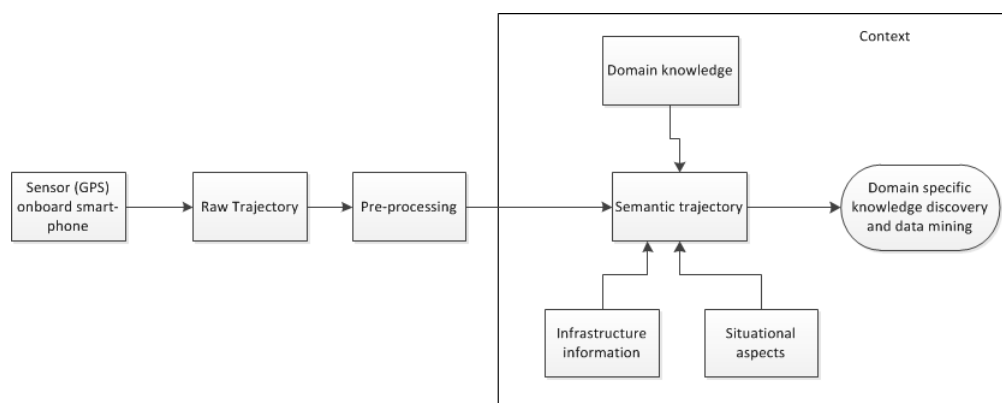 Context
Domain knowledge
Sensor (GPS)
onboard smart-
phone
Raw Trajectory
Pre-processing
Semantic trajectory
Domain specific
knowledge discovery
and data mining
Infrastructure
information
Situational
aspects